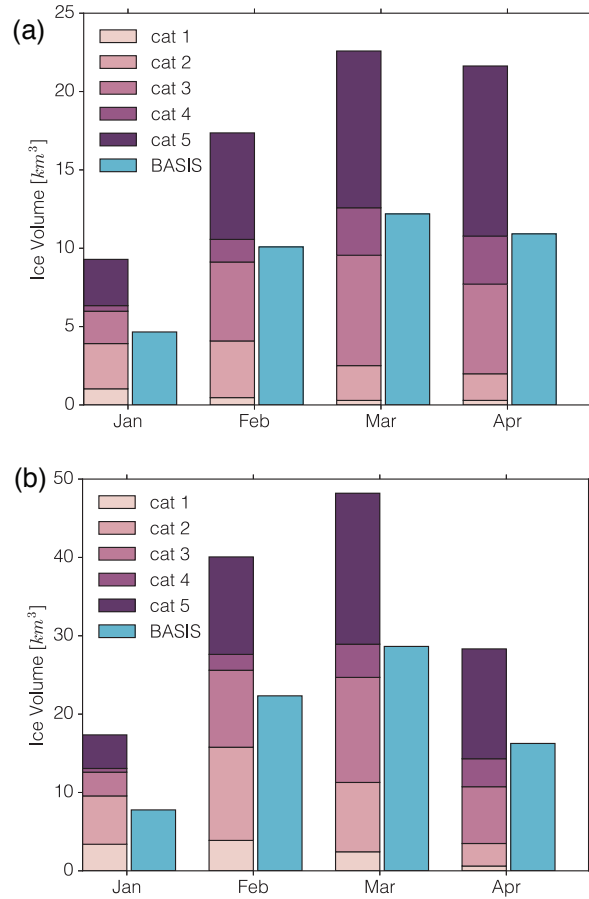 (a)
25
20
15
10
5
0
Ice Volume [km³]
cat 1
cat 2
cat 3
cat 4
cat 5
BASIS
Jan Feb Mar Apr
(b)
50
40
30
20
10
0
Ice Volume [km³]
cat 1
cat 2
cat 3
cat 4
cat 5
BASIS
Jan Feb Mar Apr